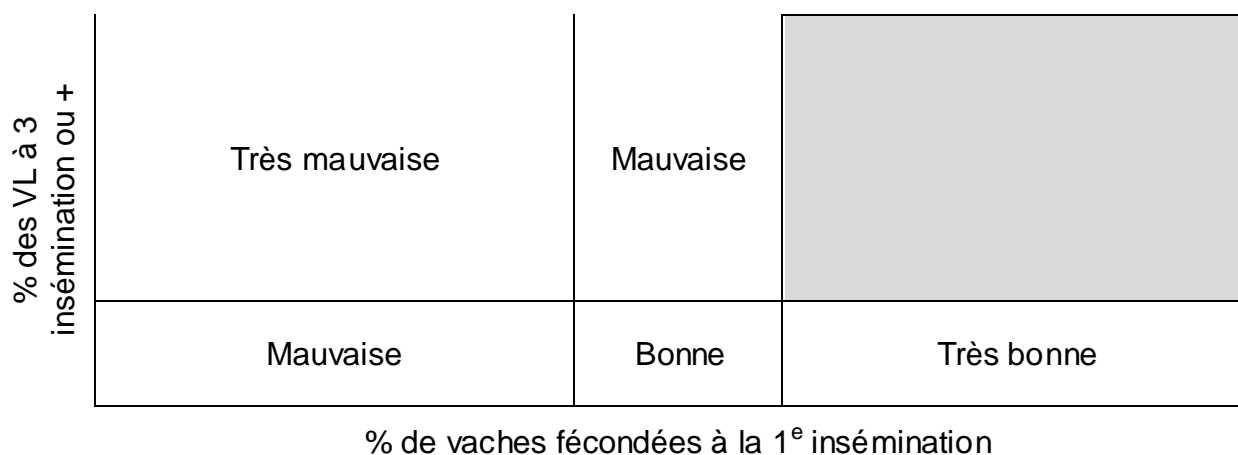 % des VL à 3
insémination ou +
Très mauvaise
Mauvaise
Mauvaise
Bonne
Très bonne
% de vaches fécondées à la 1e insémination